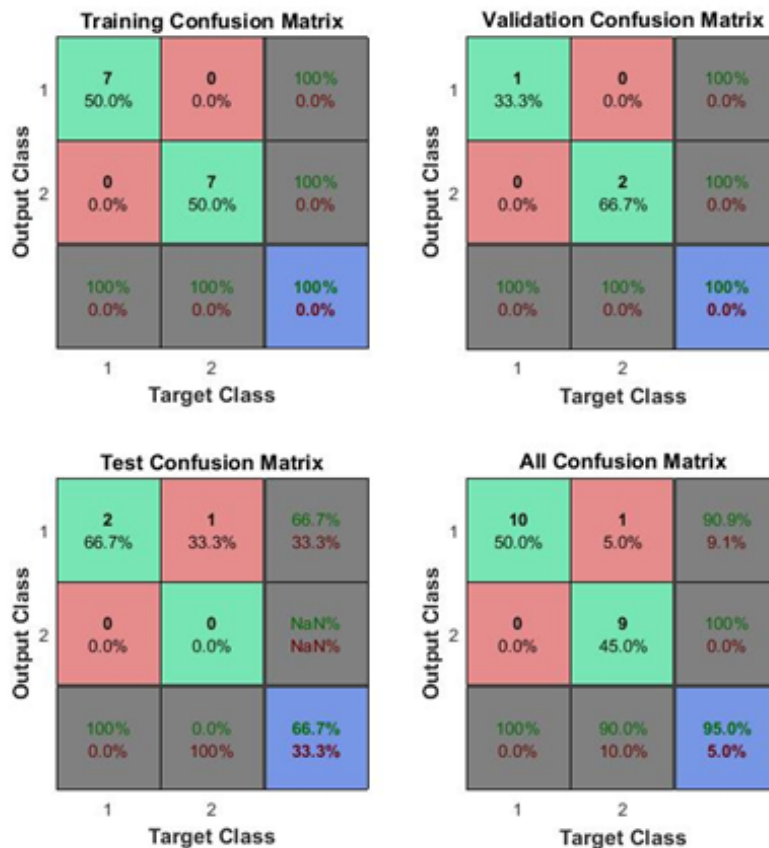 Training Confusion Matrix
7 0 100%
1
50.0% 0.0% 0.0%
0 7 100%
2
0.0% 50.0% 0.0%
100% 100% 100%
0.0% 0.0% 0.0%
1 2
Target Class
Output Class
Validation Confusion Matrix
1 0 100%
1
33.3% 0.0% 0.0%
0 2 100%
2
0.0% 66.7% 0.0%
100% 100% 100%
0.0% 0.0% 0.0%
1 2
Target Class
Output Class
Test Confusion Matrix
2 1 66.7%
1
66.7% 33.3% 33.3%
0 0 NaN%
2
0.0% 0.0% NaN%
100% 0.0% 66.7%
0.0% 100% 33.3%
1 2
Target Class
Output Class
All Confusion Matrix
10 1 90.9%
1
50.0% 5.0% 9.1%
0 9 100%
2
0.0% 45.0% 0.0%
100% 90.0% 95.0%
0.0% 10.0% 5.0%
1 2
Target Class
Output Class